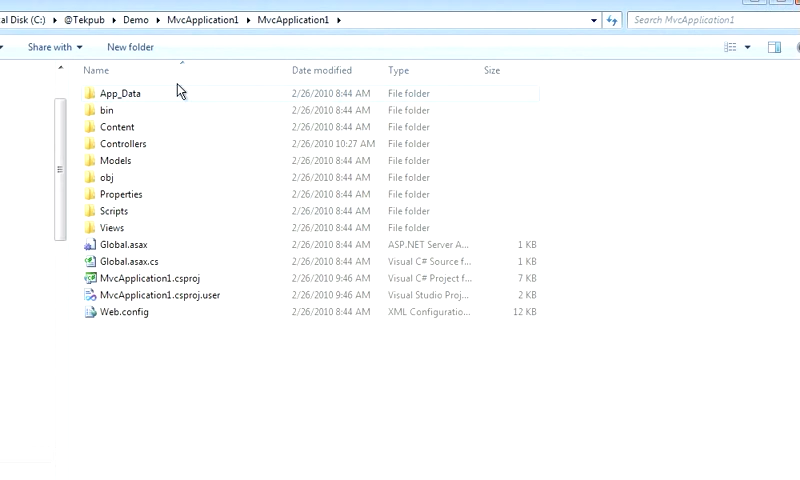 al Disk (C:) @Tekpub Demo MvcApplication1 MvcApplication1 Search MvcApplication1
Share with New folder
Name Date modified Type Size
App_Data 2/26/2010 8:44 AM File folder
bin 2/26/2010 8:44 AM File folder
Content 2/26/2010 8:44 AM File folder
Controllers 2/26/2010 10:27 AM File folder
Models 2/26/2010 8:44 AM File folder
obj 2/26/2010 8:44 AM File folder
Properties 2/26/2010 8:44 AM File folder
Scripts 2/26/2010 8:44 AM File folder
Views 2/26/2010 8:44 AM File folder
Global.asax 2/26/2010 8:44 AM ASP.NET Server A... 1 KB
Global.asax.cs 2/26/2010 8:44 AM Visual C# Source f... 1 KB
MvcApplication1.csproj 2/26/2010 9:46 AM Visual C# Project f... 7 KB
MvcApplication1.csproj.user 2/26/2010 9:46 AM Visual Studio Proj... 2 KB
Web.config 2/26/2010 8:44 AM XML Configuratio... 12 KB